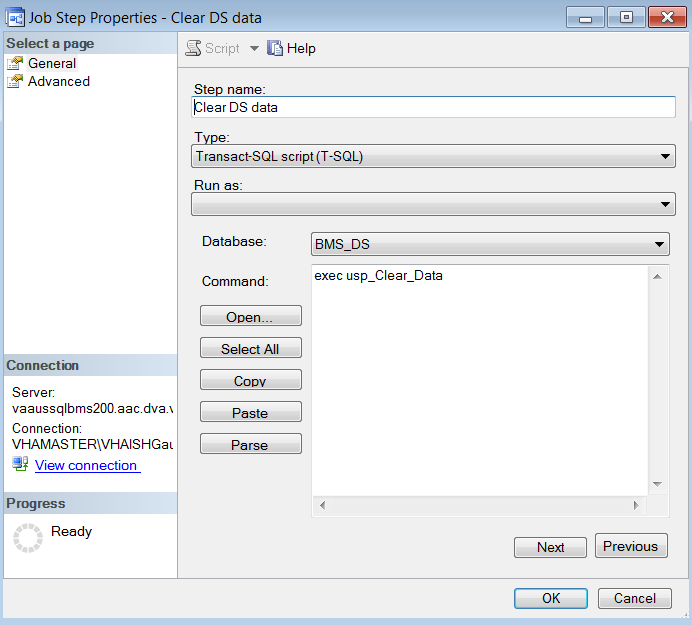 Job Step Properties - Clear DS data
Select a page
General
Advanced
Script
Help
Step name:
Clear DS data
Type:
Transact-SQL script (T-SQL)
Run as:
Database:
BMS_DS
Command:
exec usp_Clear_Data
Open...
Select All
Copy
Paste
Parse
Connection
Server:
vaaussqlbms200.aac.dva.v
Connection:
VHAMASTER\VHAISHGau
View connection
Progress
Ready
Next
Previous
OK
Cancel